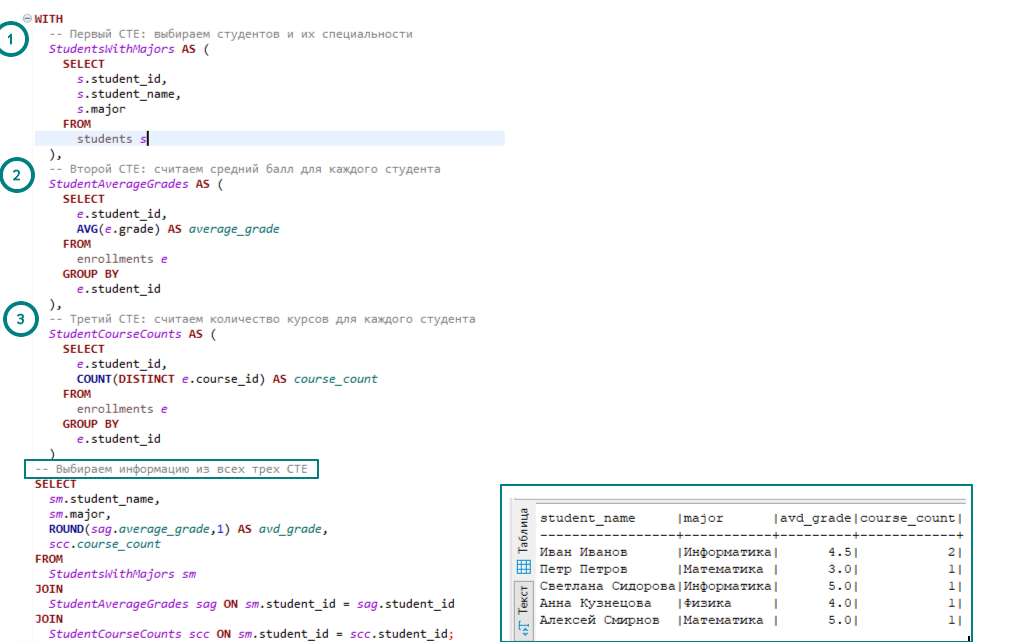 WITH
1
-- Первый CTE: выбираем студентов и их специальности
StudentsWithMajors AS (
SELECT
s.student_id,
s.student_name,
s.major
FROM
students s
),
2
-- Второй CTE: считаем средний балл для каждого студента
StudentAverageGrades AS (
SELECT
e.student_id,
AVG(e.grade) AS average_grade
FROM
enrollments e
GROUP BY
e.student_id
),
3
-- Третий CTE: считаем количество курсов для каждого студента
StudentCourseCounts AS (
SELECT
e.student_id,
COUNT(DISTINCT e.course_id) AS course_count
FROM
enrollments e
GROUP BY
e.student_id
)
-- Выбираем информацию из всех трех CTE
SELECT
sm.student_name,
sm.major,
ROUND(sag.average_grade,1) AS avd_grade,
scc.course_count
FROM
StudentsWithMajors sm
JOIN
StudentAverageGrades sag ON sm.student_id = sag.student_id
JOIN
StudentCourseCounts scc ON sm.student_id = scc.student_id;
Таблица
Текст
student_name |major |avd_grade|course_count|
-----------------+-----------+---------+------------+
Иван Иванов |Информатика| 4.5| 2|
Петр Петров |Математика | 3.0| 1|
Светлана Сидорова|Информатика| 5.0| 1|
Анна Кузнецова |Физика | 4.0| 1|
Алексей Смирнов |Математика | 5.0| 1|